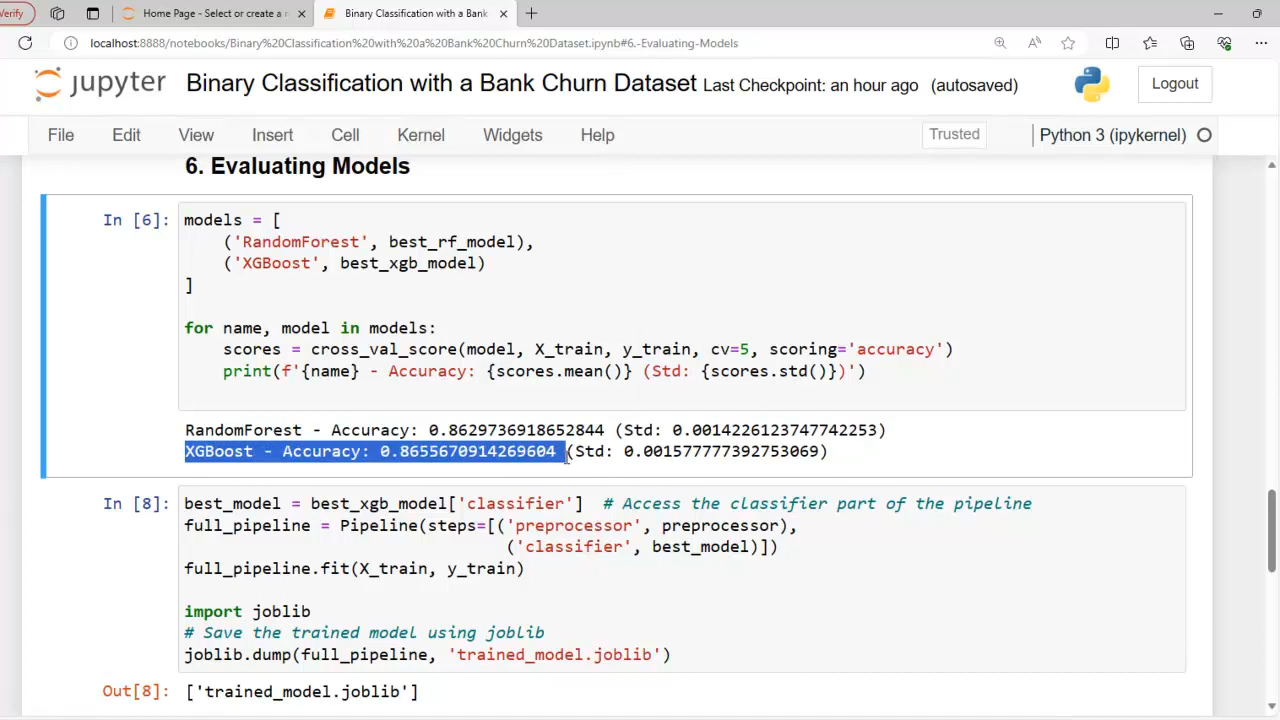 erify
Home Page - Select or create a n
Binary Classification with a Bank
localhost:8888/notebooks/Binary%20Classification%20with%20a%20Bank%20Churn%20Dataset.ipynb#6.-Evaluating-Models
jupyter Binary Classification with a Bank Churn Dataset Last Checkpoint: an hour ago (autosaved) Logout
File Edit View Insert Cell Kernel Widgets Help Trusted Python 3 (ipykernel)
6. Evaluating Models
In [6]: models = [
('RandomForest', best_rf_model),
('XGBoost', best_xgb_model)
]
for name, model in models:
scores = cross_val_score(model, X_train, y_train, cv=5, scoring='accuracy')
print(f'{name} - Accuracy: {scores.mean()} (Std: {scores.std()})')
RandomForest - Accuracy: 0.8629736918652844 (Std: 0.0014226123747742253)
XGBoost - Accuracy: 0.8655670914269604 (Std: 0.001577777392753069)
In [8]: best_model = best_xgb_model['classifier'] # Access the classifier part of the pipeline
full_pipeline = Pipeline(steps=[('preprocessor', preprocessor),
('classifier', best_model)])
full_pipeline.fit(X_train, y_train)
import joblib
# Save the trained model using joblib
joblib.dump(full_pipeline, 'trained_model.joblib')
Out[8]: ['trained_model.joblib']